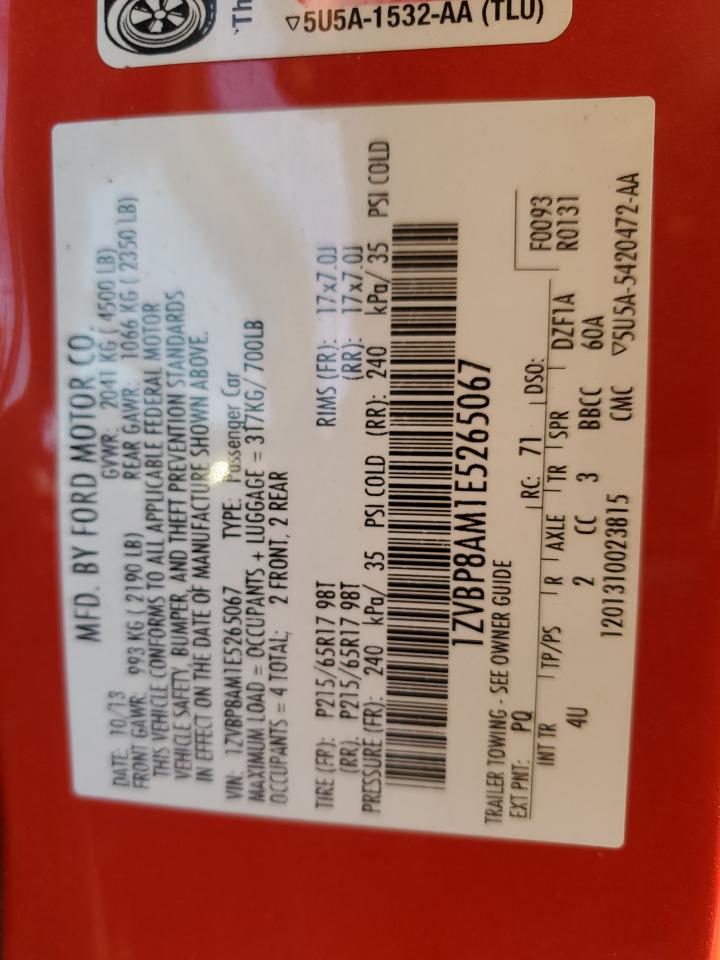 "Th
▽5U5A-1532-AA (TLU)
MFD. BY FORD MOTOR CO.
DATE: 10/13 GVWR: 2041 KG ( 4500 LB)
FRONT GAWR: 993 KG ( 2190 LB) REAR GAWR: 1066 KG ( 2350 LB)
THIS VEHICLE CONFORMS TO ALL APPLICABLE FEDERAL MOTOR
VEHICLE SAFETY, BUMPER, AND THEFT PREVENTION STANDARDS
IN EFFECT ON THE DATE OF MANUFACTURE SHOWN ABOVE.
VIN: 1ZVBP8AM1E5265067 TYPE: Passenger Car
MAXIMUM LOAD = OCCUPANTS + LUGGAGE = 317KG/ 700LB
OCCUPANTS = 4 TOTAL; 2 FRONT, 2 REAR
TIRE (FR): P215/65R17 98T RIMS (FR): 17x7.0J
(RR): P215/65R17 98T (RR): 17x7.0J
PRESSURE (FR): 240 kPa/ 35 PSI COLD (RR): 240 kPa/ 35 PSI COLD
1ZVBP8AM1E5265067
TRAILER TOWING - SEE OWNER GUIDE
EXT PNT: PQ RC: 71 DSO: F0093
R0131
INT TR TP/PS R AXLE TR SPR DZF1A
4U 2 CC 3 BBCC 60A
1201310023815 CMC ▽5U5A-5420472-AA